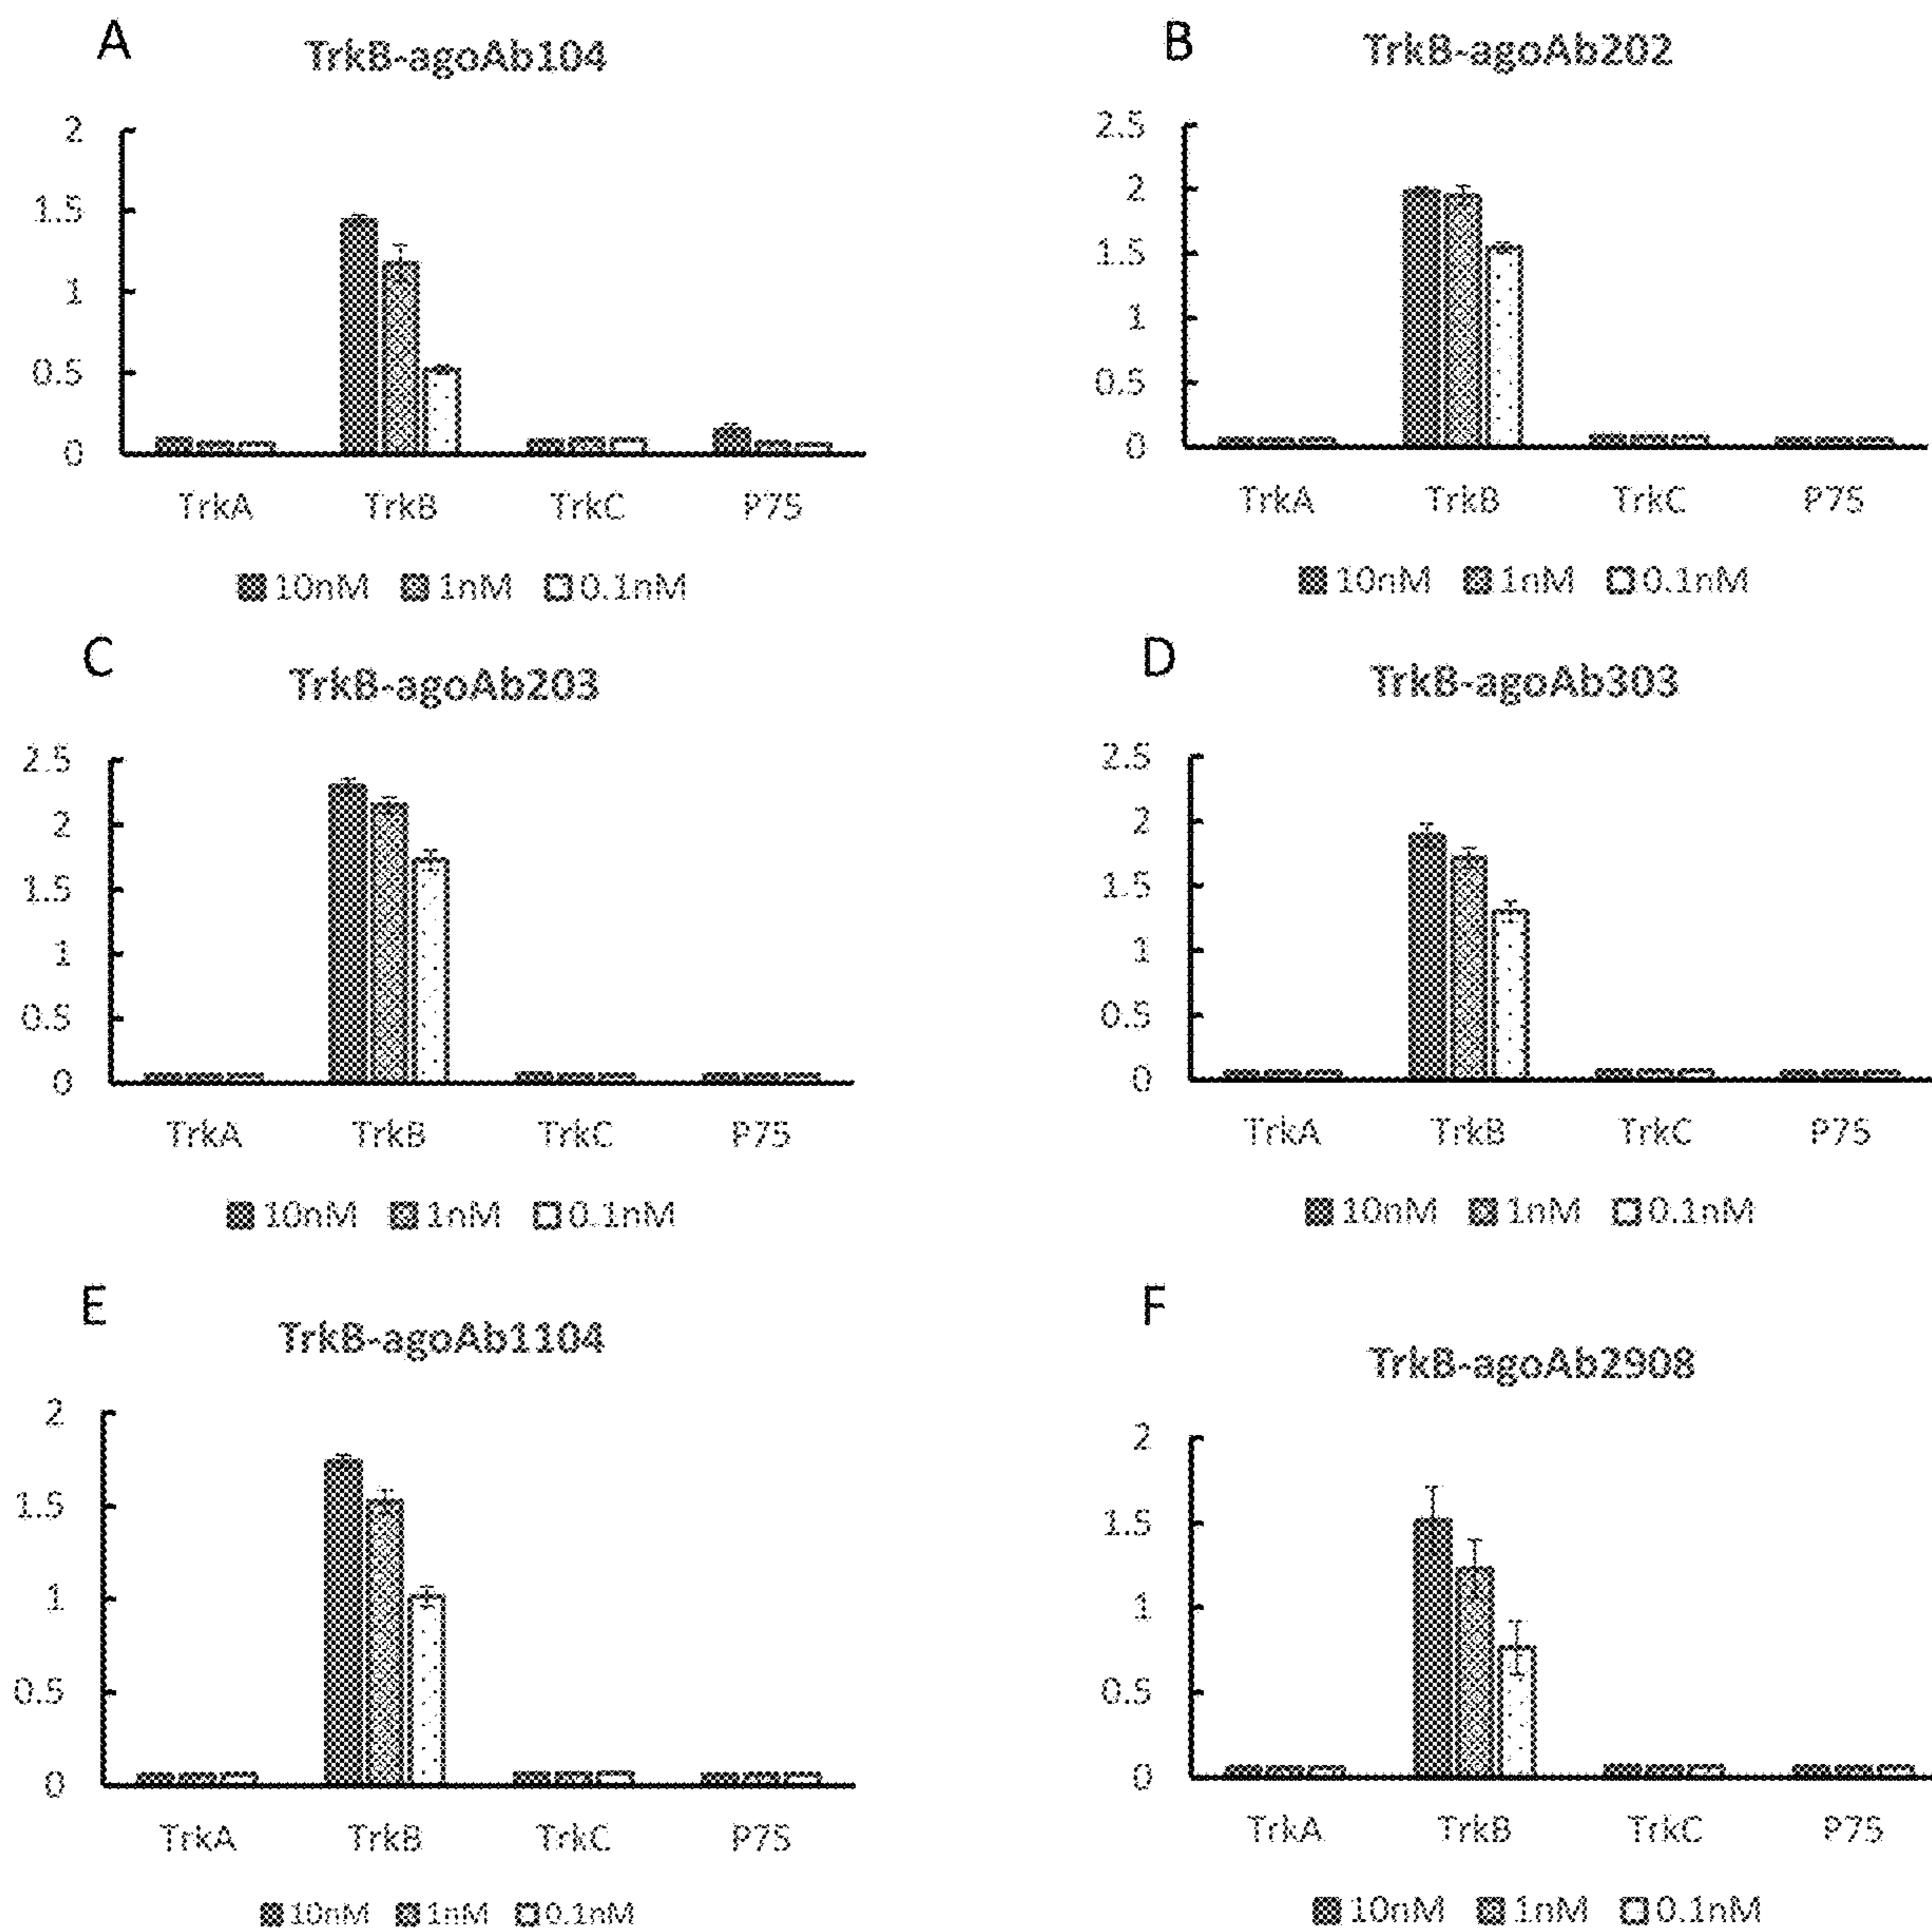 A
TrkB-agoAb104
2
1.5
1
0.5
0
TrkA TrkB TrkC P75
10nM 1nM 0.1nM
B
TrkB-agoAb202
2.5
2
1.5
1
0.5
0
TrkA TrkB TrkC P75
10nM 1nM 0.1nM
C
TrkB-agoAb203
2.5
2
1.5
1
0.5
0
TrkA TrkB TrkC P75
10nM 1nM 0.1nM
D
TrkB-agoAb303
2.5
2
1.5
1
0.5
0
TrkA TrkB TrkC P75
10nM 1nM 0.1nM
E
TrkB-agoAb1104
2
1.5
1
0.5
0
TrkA TrkB TrkC P75
10nM 1nM 0.1nM
F
TrkB-agoAb2908
2
1.5
1
0.5
0
TrkA TrkB TrkC P75
10nM 1nM 0.1nM